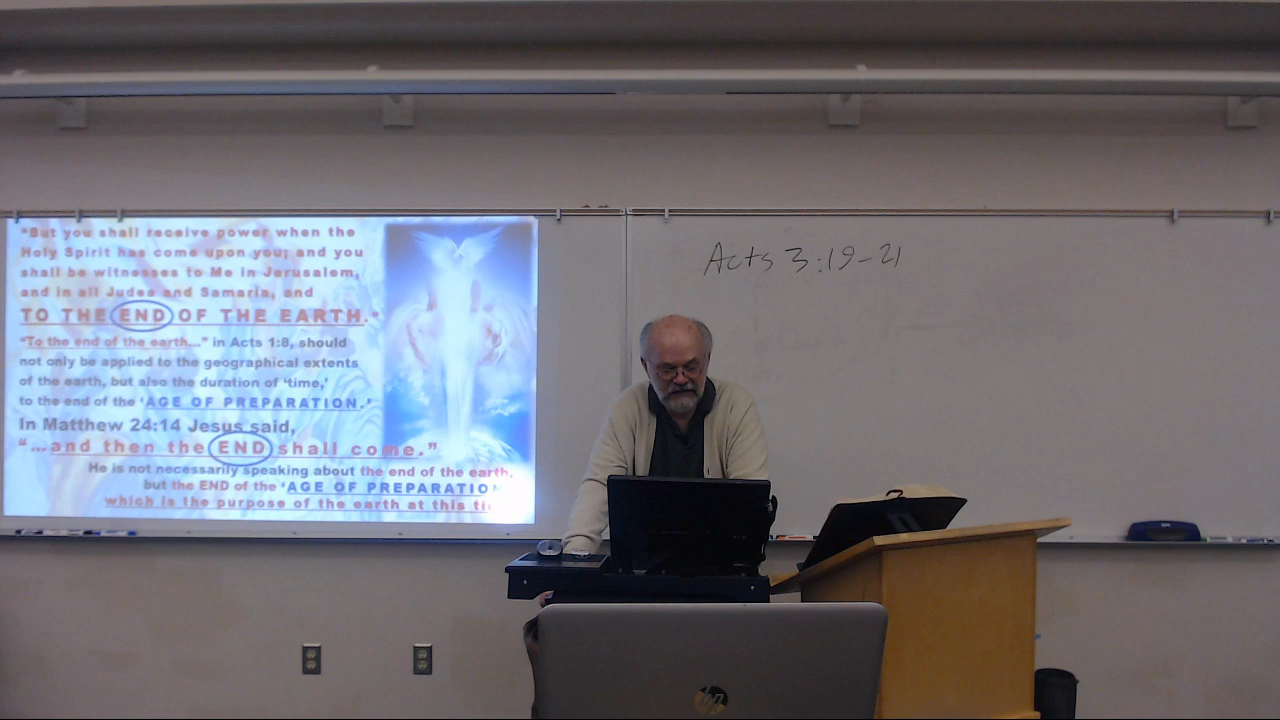 "But you shall receive power when the
Holy Spirit has come upon you; and you
shall be witnesses to Me in Jerusalem,
and in all Judea and Samaria, and
TO THE END OF THE EARTH."
"To the end of the earth..." in Acts 1:8, should
not only be applied to the geographical extents
of the earth, but also the duration of 'time,'
to the end of the 'AGE OF PREPARATION.'
In Matthew 24:14 Jesus said,
"...and then the END shall come."
He is not necessarily speaking about the end of the earth,
but the END of the 'AGE OF PREPARATION
which is the purpose of the earth at this ti
Acts 3:19-21
hp